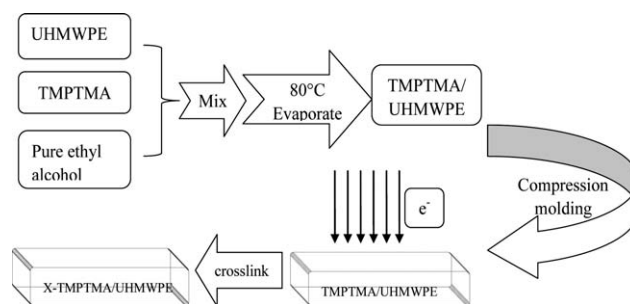 UHMWPE
TMPTMA
Pure ethyl
alcohol
Mix
80°C
Evaporate
TMPTMA/
UHMWPE
Compression
molding
e-
TMPTMA/UHMWPE
crosslink
X-TMPTMA/UHMWPE